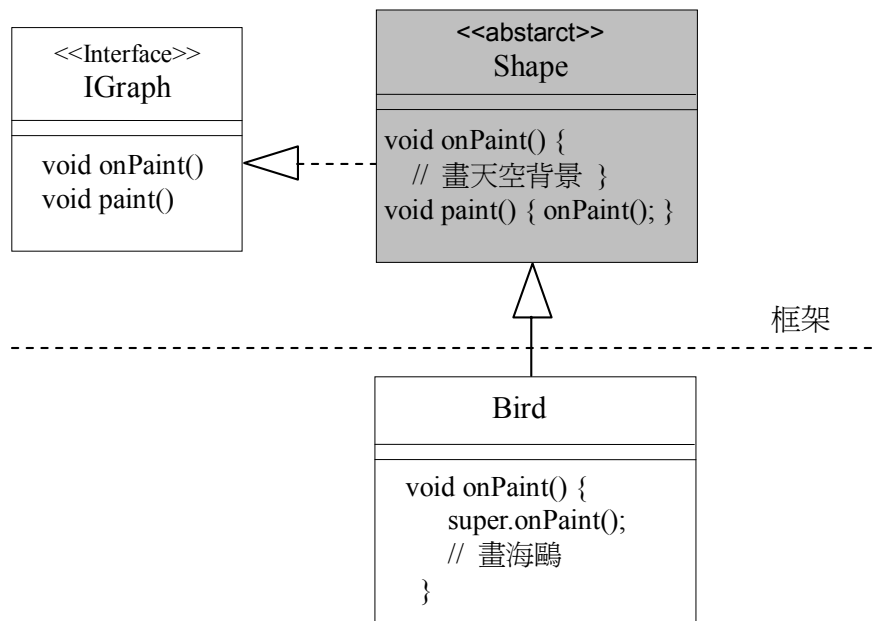 <<Interface>>
IGraph
void onPaint()
void paint()
<<abstarct>>
Shape
void onPaint() {
// 畫天空背景 }
void paint() { onPaint(); }
框架
Bird
void onPaint() {
super.onPaint();
// 畫海鷗
}